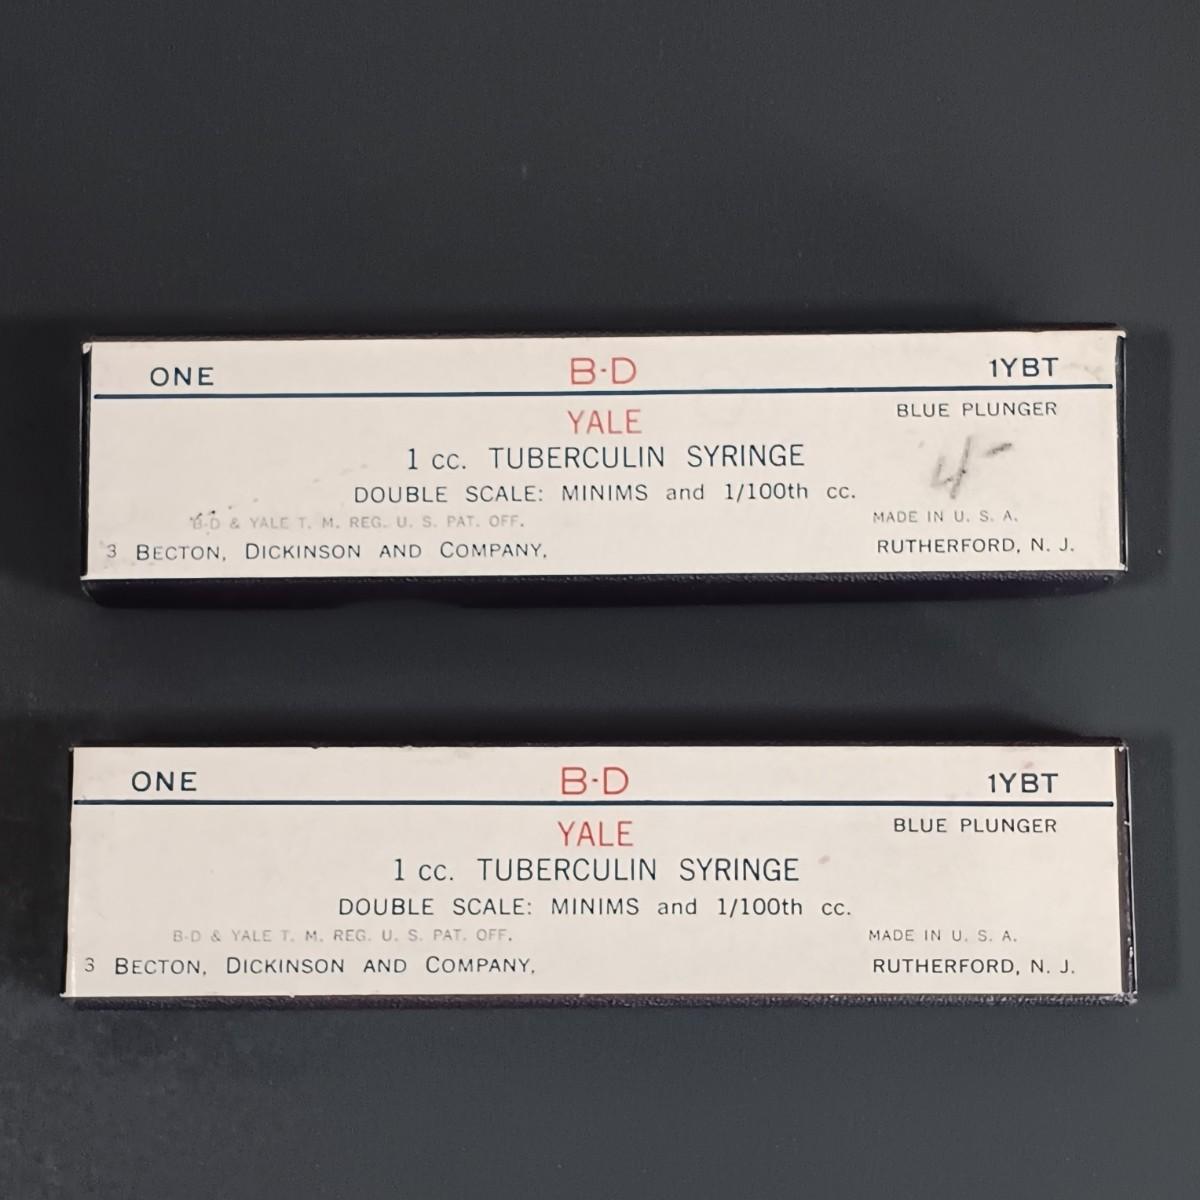 ONE B-D 1YBT
YALE BLUE PLUNGER
1 cc. TUBERCULIN SYRINGE
4-
DOUBLE SCALE: MINIMS and 1/100th cc.
B-D & YALE T. M. REG. U. S. PAT. OFF. MADE IN U. S. A.
3 BECTON, DICKINSON AND COMPANY, RUTHERFORD, N. J.
ONE B-D 1YBT
YALE BLUE PLUNGER
1 cc. TUBERCULIN SYRINGE
DOUBLE SCALE: MINIMS and 1/100th cc.
B-D & YALE T. M. REG. U. S. PAT. OFF. MADE IN U. S. A.
3 BECTON, DICKINSON AND COMPANY, RUTHERFORD, N. J.